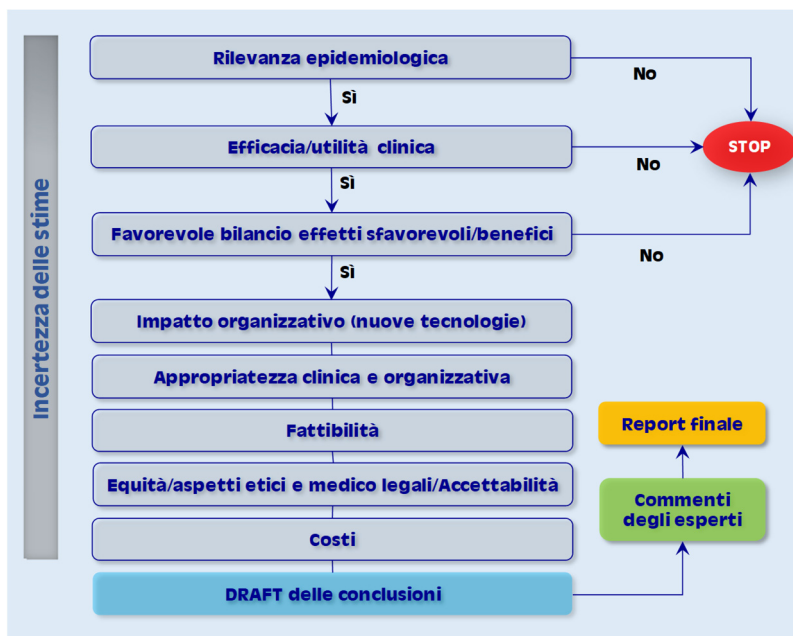 Incertezza delle stime
Rilevanza epidemiologica
No
Sì
Efficacia/utilità clinica
STOP
No
Sì
Favorevole bilancio effetti sfavorevoli/benefici
No
Sì
Impatto organizzativo (nuove tecnologie)
Appropriatezza clinica e organizzativa
Fattibilità
Equità/aspetti etici e medico legali/Accettabilità
Costi
DRAFT delle conclusioni
Report finale
Commenti
degli esperti